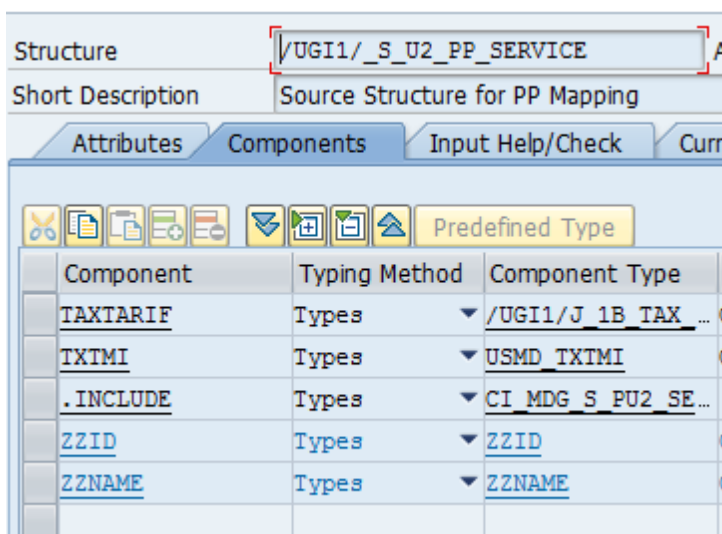 Structure /UGI1/_S_U2_PP_SERVICE
Short Description Source Structure for PP Mapping
Attributes Components Input Help/Check Curr
Predefined Type
Component Typing Method Component Type
TAXTARIF Types /UGI1/J_1B_TAX_…
TXTMI Types USMD_TXTMI
.INCLUDE Types CI_MDG_S_PU2_SE…
ZZID Types ZZID
ZZNAME Types ZZNAME